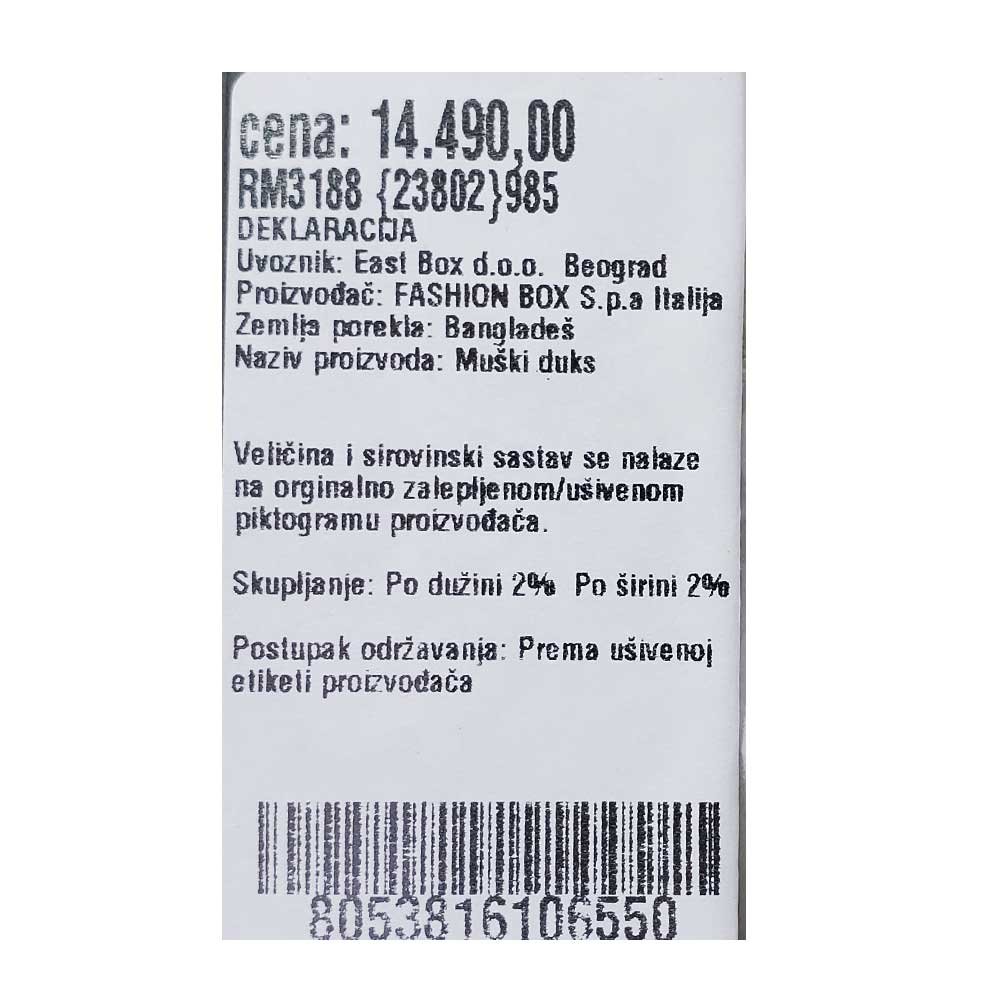 cena: 14.490,00
RM3188 {23802}985
DEKLARACIJA
Uvoznik: East Box d.o.o. Beograd
Proizvođač: FASHION BOX S.p.a Italija
Zemlja porekla: Bangladeš
Naziv proizvoda: Muški duks
Veličina i sirovinski sastav se nalaze
na orginalno zalepljenom/ušivenom
piktogramu proizvođača.
Skupljanje: Po dužini 2% Po širini 2%
Postupak održavanja: Prema ušivenoj
etiketi proizvođača
8053816106550